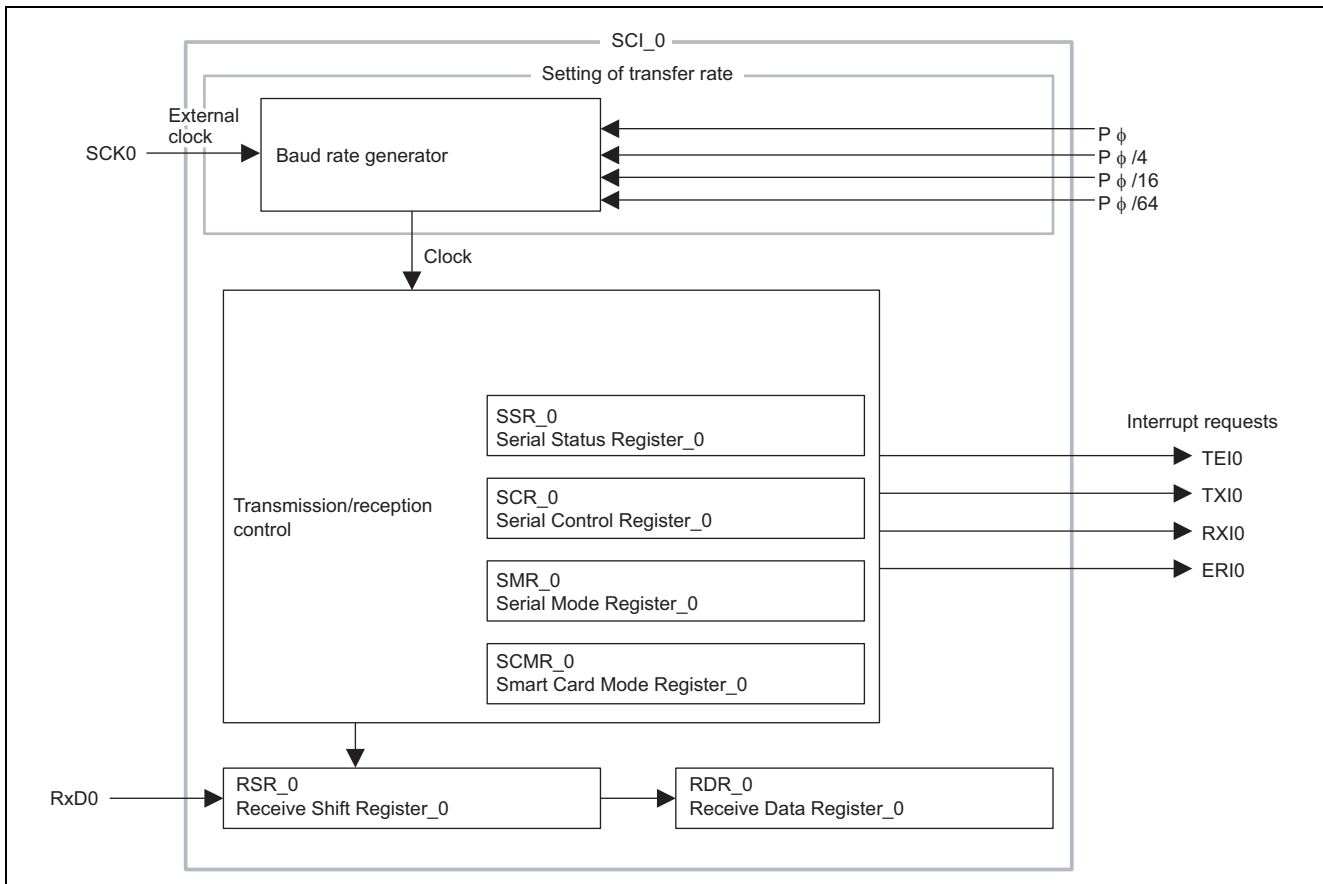 SCI_0
Setting of transfer rate
External
clock
SCK0
Baud rate generator
P ϕ
P ϕ /4
P ϕ /16
P ϕ /64
Clock
SSR_0
Serial Status Register_0
Interrupt requests
TEI0
Transmission/reception
control
SCR_0
Serial Control Register_0
TXI0
RXI0
ERI0
SMR_0
Serial Mode Register_0
SCMR_0
Smart Card Mode Register_0
RxD0
RSR_0
Receive Shift Register_0
RDR_0
Receive Data Register_0